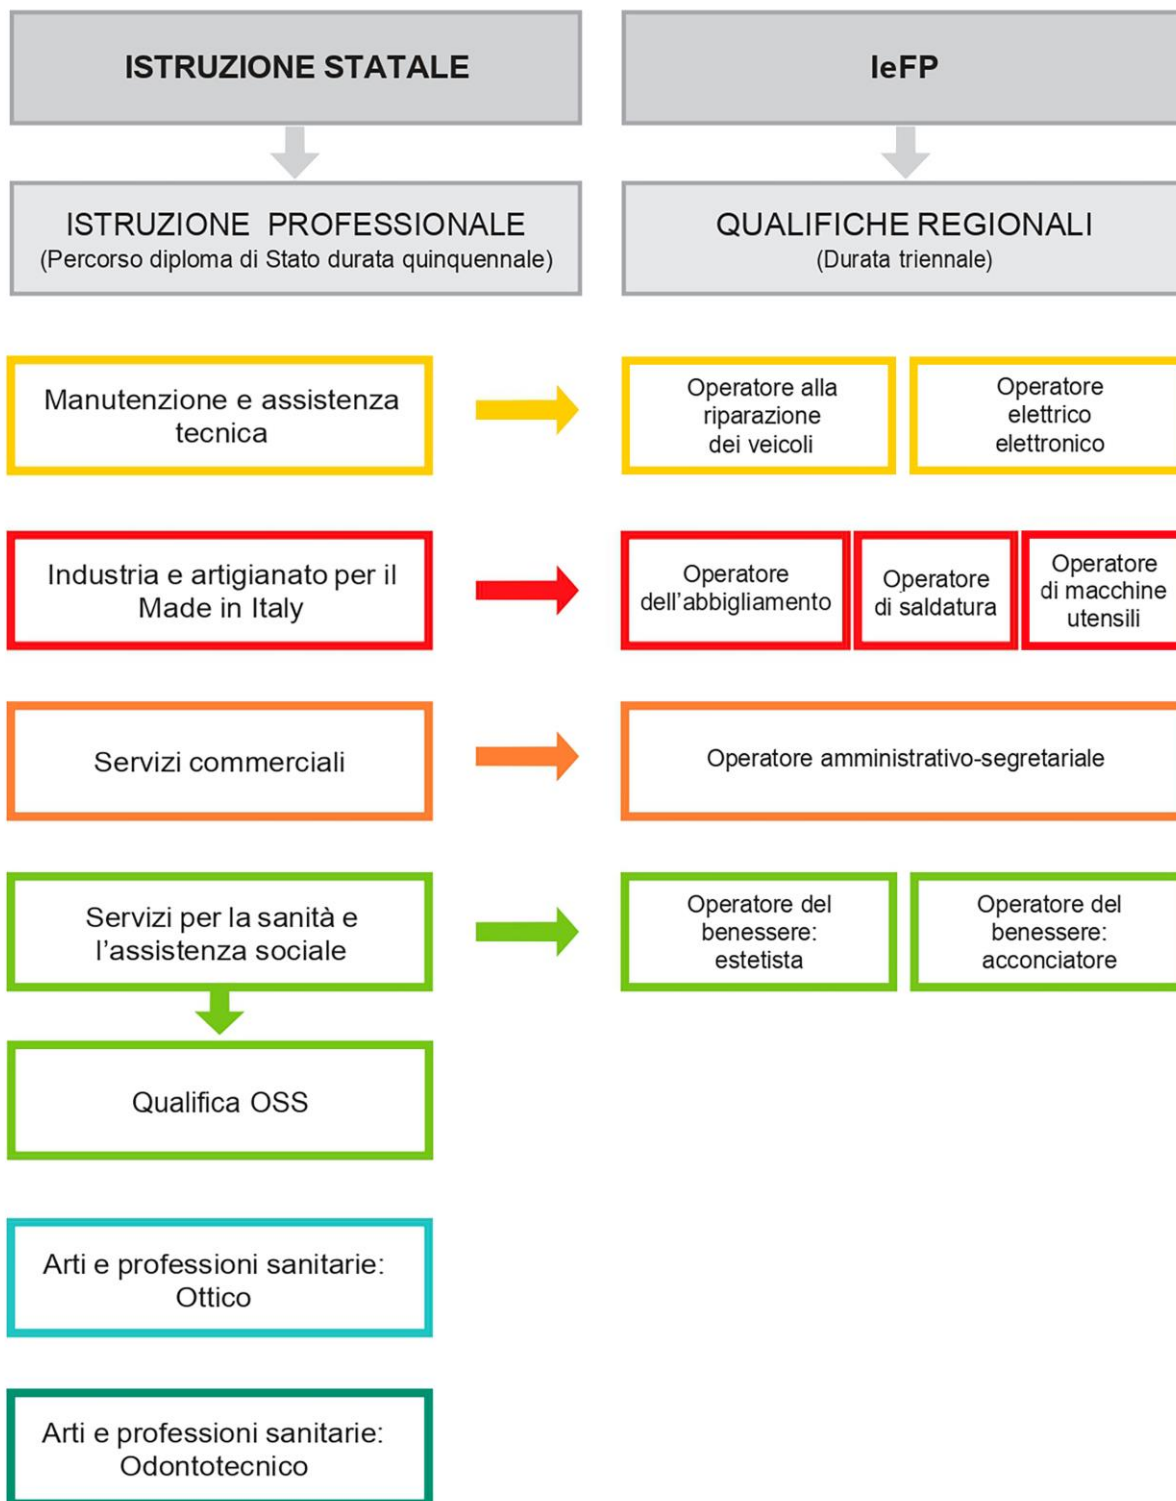 ISTRUZIONE STATALE
IeFP
ISTRUZIONE PROFESSIONALE
(Percorso diploma di Stato durata quinquennale)
QUALIFICHE REGIONALI
(Durata triennale)
Manutenzione e assistenza
tecnica
Operatore alla
riparazione
dei veicoli
Operatore
elettrico
elettronico
Industria e artigianato per il
Made in Italy
Operatore
dell'abbigliamento
Operatore
di saldatura
Operatore
di macchine
utensili
Servizi commerciali
Operatore amministrativo-segretariale
Servizi per la sanità e
l'assistenza sociale
Operatore del
benessere:
estetista
Operatore del
benessere:
acconciatore
Qualifica OSS
Arti e professioni sanitarie:
Ottico
Arti e professioni sanitarie:
Odontotecnico